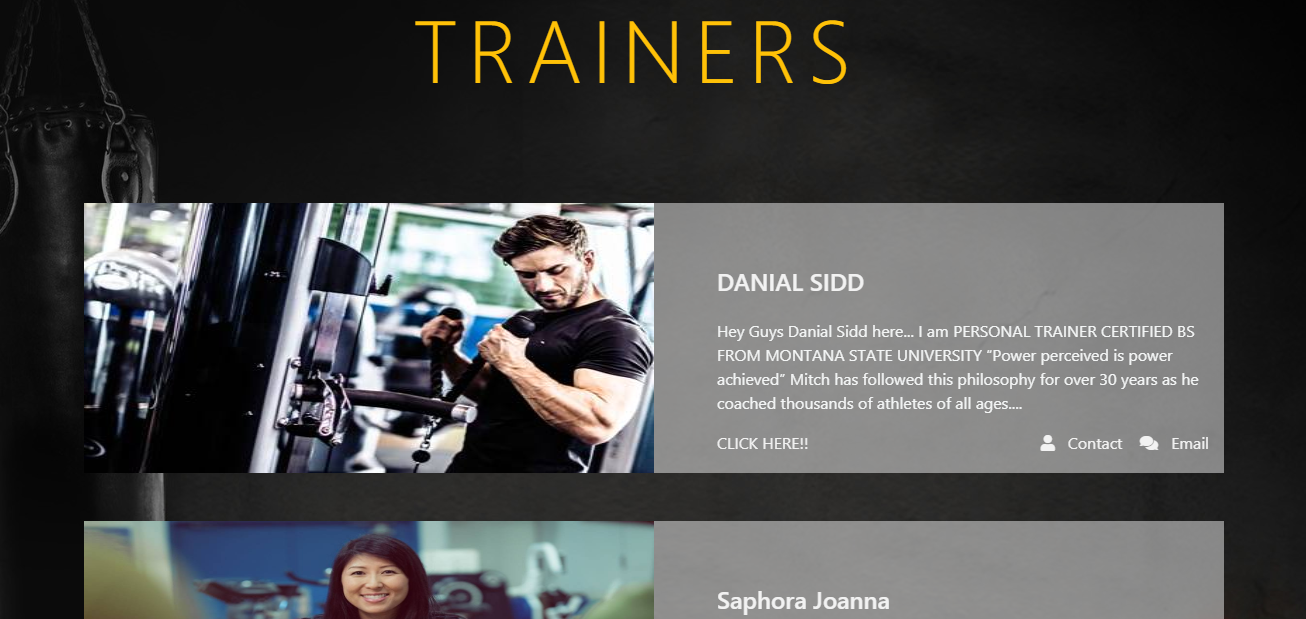 TRAINERS
DANIAL SIDD
Hey Guys Danial Sidd here... I am PERSONAL TRAINER CERTIFIED BS
FROM MONTANA STATE UNIVERSITY “Power perceived is power
achieved” Mitch has followed this philosophy for over 30 years as he
coached thousands of athletes of all ages....
CLICK HERE!! Contact Email
Saphora Joanna